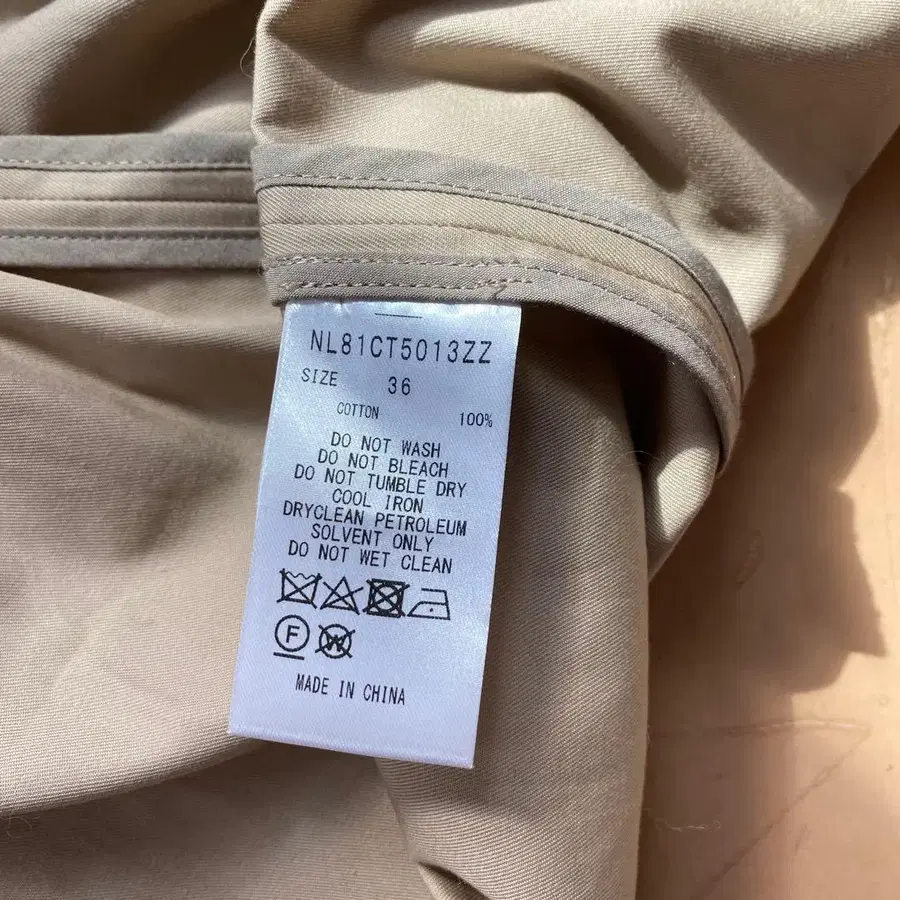 NL81CT5013ZZ
SIZE 36
COTTON 100%
DO NOT WASH
DO NOT BLEACH
DO NOT TUMBLE DRY
COOL IRON
DRYCLEAN PETROLEUM
SOLVENT ONLY
DO NOT WET CLEAN
F W
MADE IN CHINA